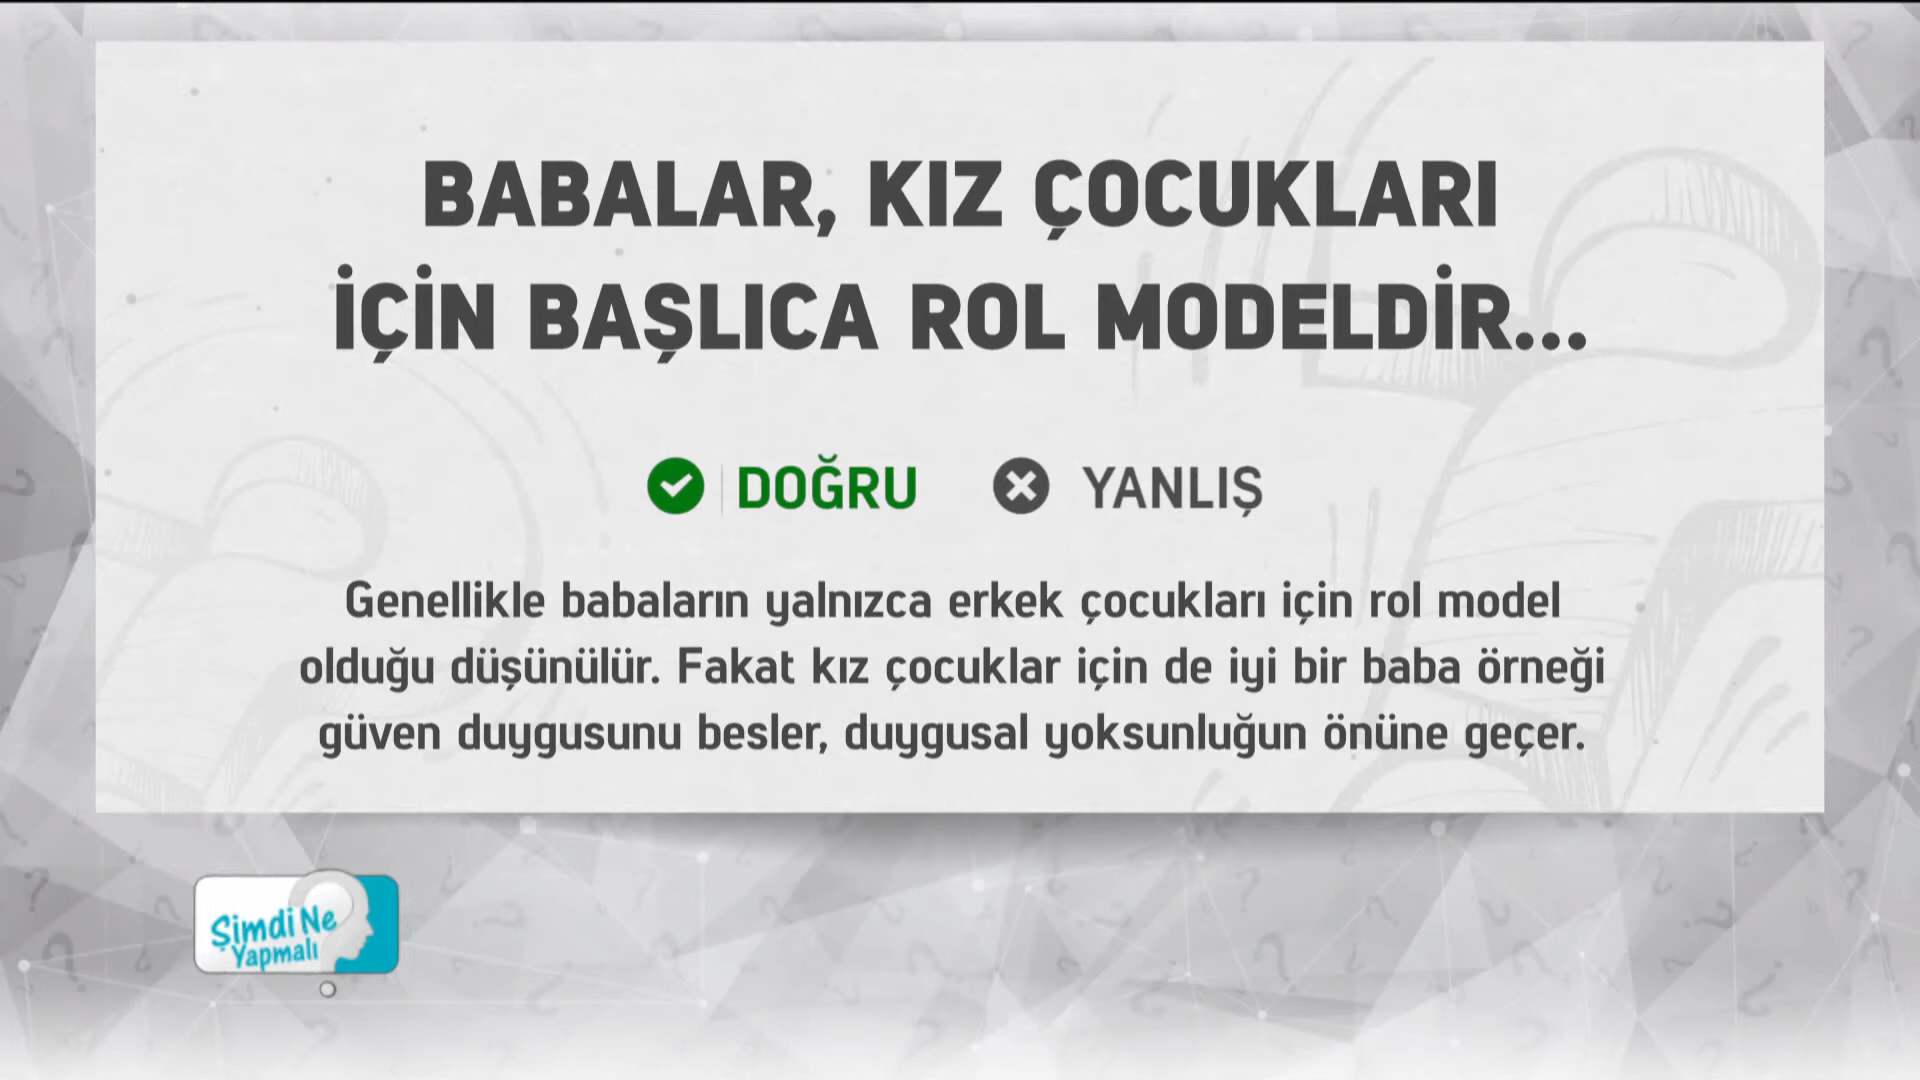 BABALAR, KIZ ÇOCUKLARI
İÇİN BAŞLICA ROL MODELDİR...
DOĞRU YANLIŞ
Genellikle babaların yalnızca erkek çocukları için rol model
olduğu düşünülür. Fakat kız çocuklar için de iyi bir baba örneği
güven duygusunu besler, duygusal yoksunluğun önüne geçer.
Şimdi Ne
Yapmalı